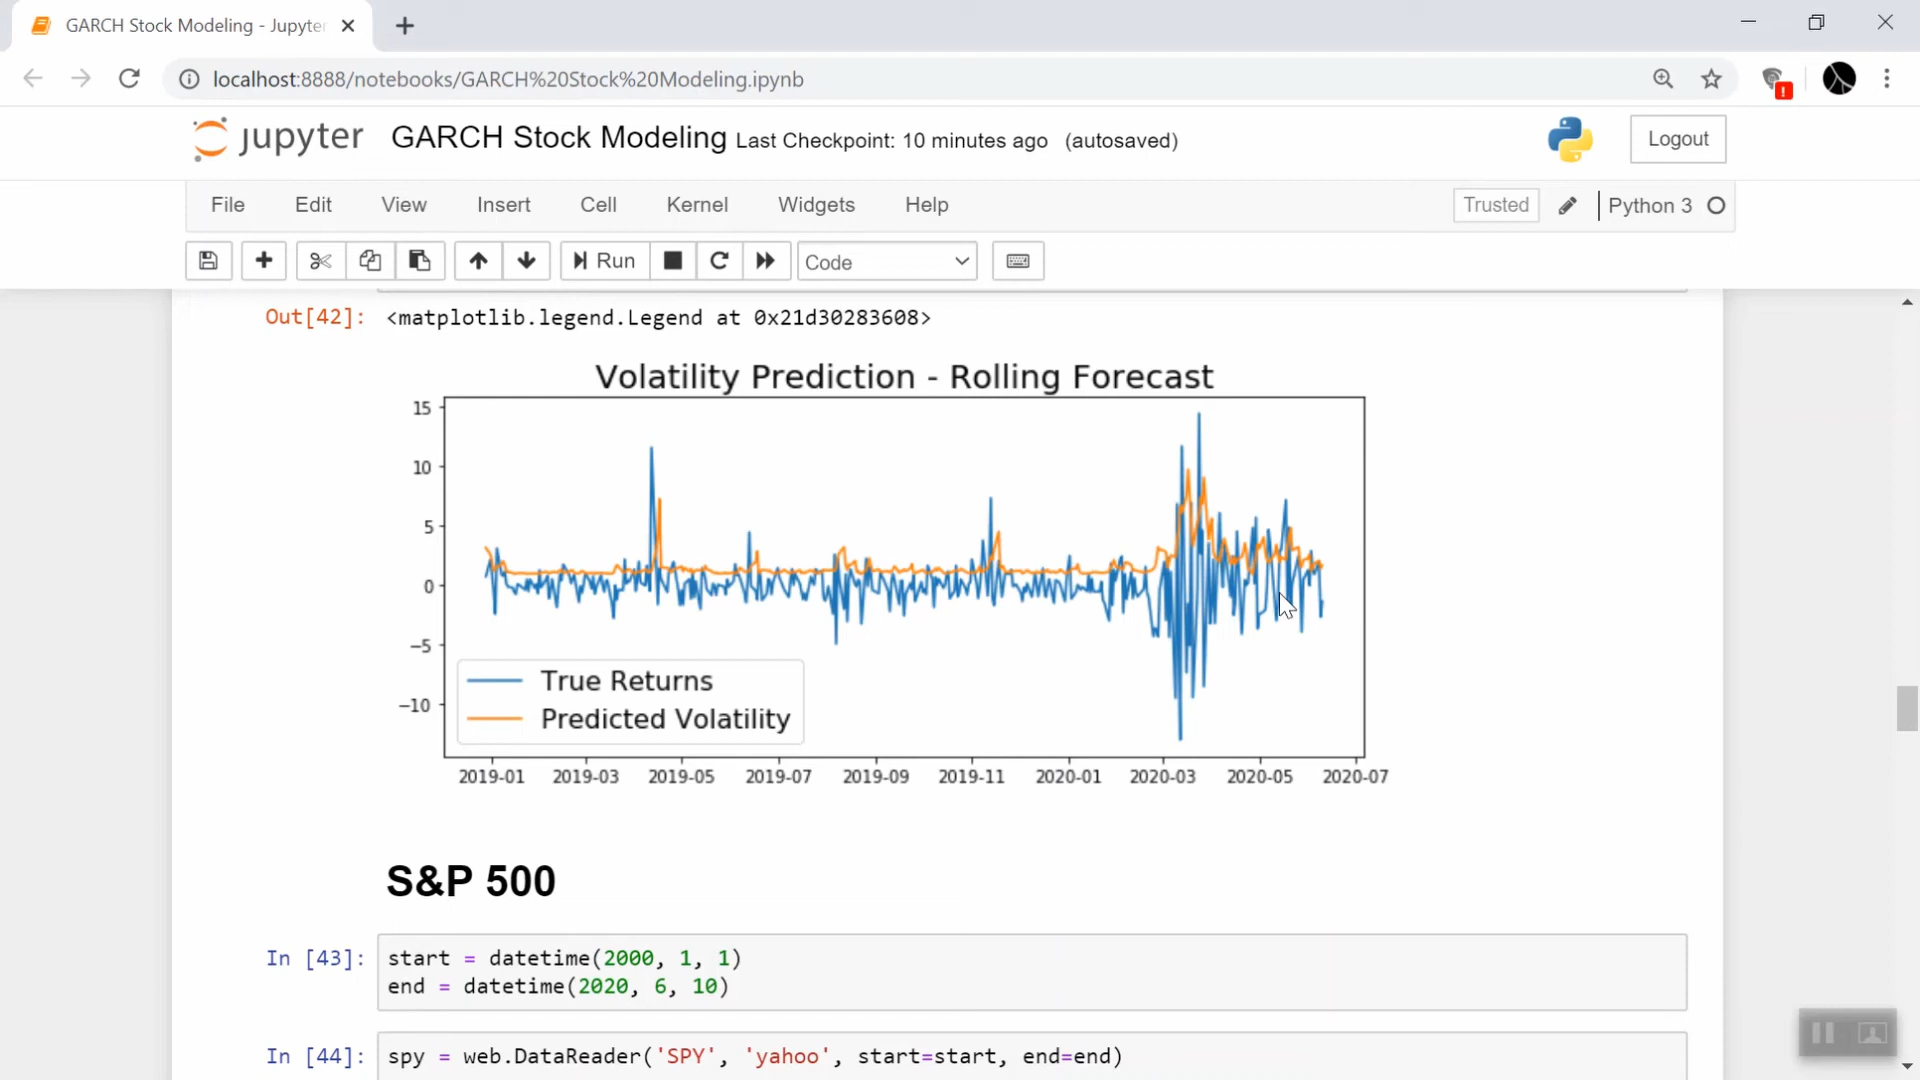 GARCH Stock Modeling - Jupyter
localhost:8888/notebooks/GARCH%20Stock%20Modeling.ipynb
jupyter GARCH Stock Modeling Last Checkpoint: 10 minutes ago (autosaved)
Logout
File Edit View Insert Cell Kernel Widgets Help
Trusted Python 3
Run Code
Out[42]: <matplotlib.legend.Legend at 0x21d30283608>
Volatility Prediction - Rolling Forecast
15
10
5
0
−5
−10
True Returns
Predicted Volatility
2019-01 2019-03 2019-05 2019-07 2019-09 2019-11 2020-01 2020-03 2020-05 2020-07
S&P 500
In [43]: start = datetime(2000, 1, 1)
end = datetime(2020, 6, 10)
In [44]: spy = web.DataReader('SPY', 'yahoo', start=start, end=end)